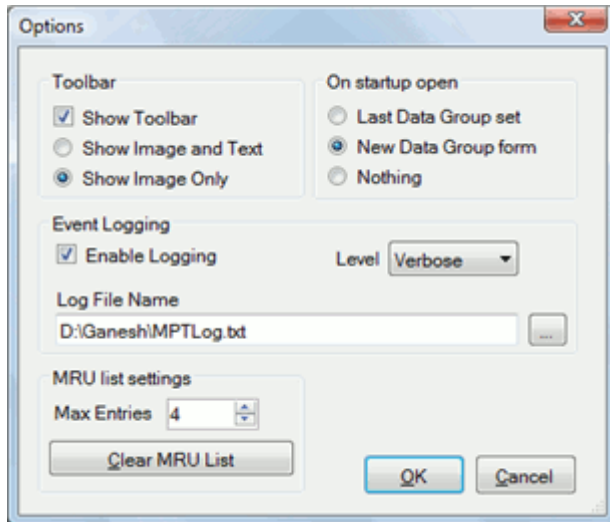 Options
Toolbar
Show Toolbar
Show Image and Text
Show Image Only
On startup open
Last Data Group set
New Data Group form
Nothing
Event Logging
Enable Logging
Level Verbose
Log File Name
D:\Ganesh\MPTLog.txt
...
MRU list settings
Max Entries 4
Clear MRU List
OK
Cancel